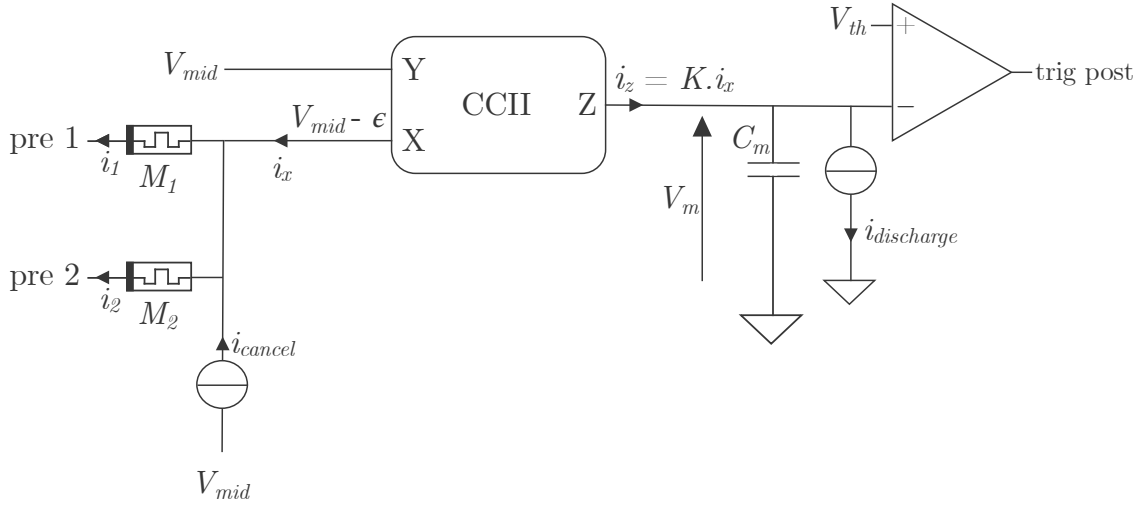 V_th
+
trig post
−
V_mid
Y
CCII
Z
i_z = K.i_x
V_mid - ϵ
X
i_x
pre 1
i_1
M_1
C_m
V_m
i_discharge
pre 2
i_2
M_2
i_cancel
V_mid